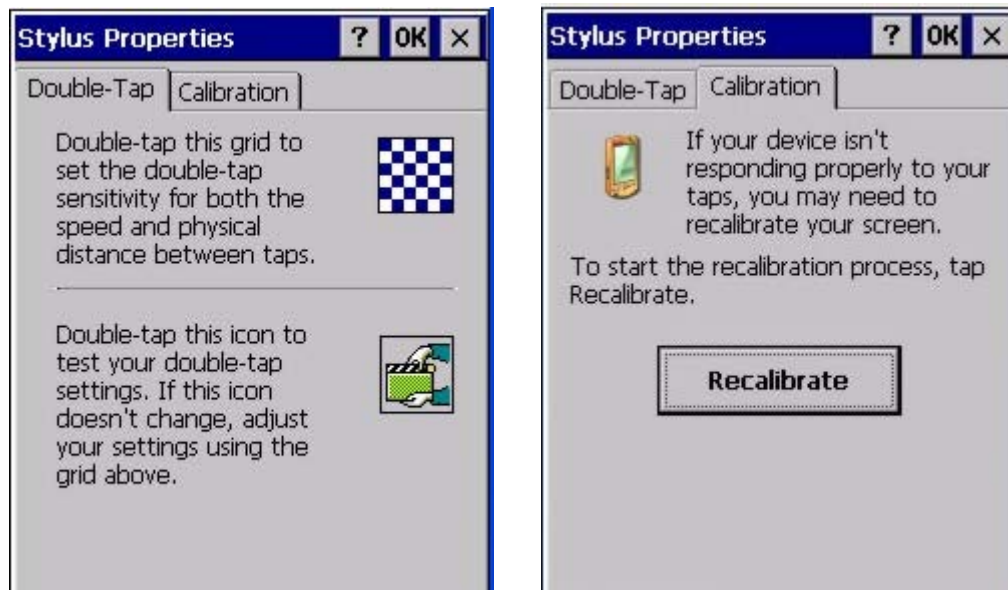 Stylus Properties ? OK ×
Double-Tap Calibration
Double-tap this grid to
set the double-tap
sensitivity for both the
speed and physical
distance between taps.
Double-tap this icon to
test your double-tap
settings. If this icon
doesn't change, adjust
your settings using the
grid above.
Stylus Properties ? OK ×
Double-Tap Calibration
If your device isn't
responding properly to your
taps, you may need to
recalibrate your screen.
To start the recalibration process, tap
Recalibrate.
Recalibrate